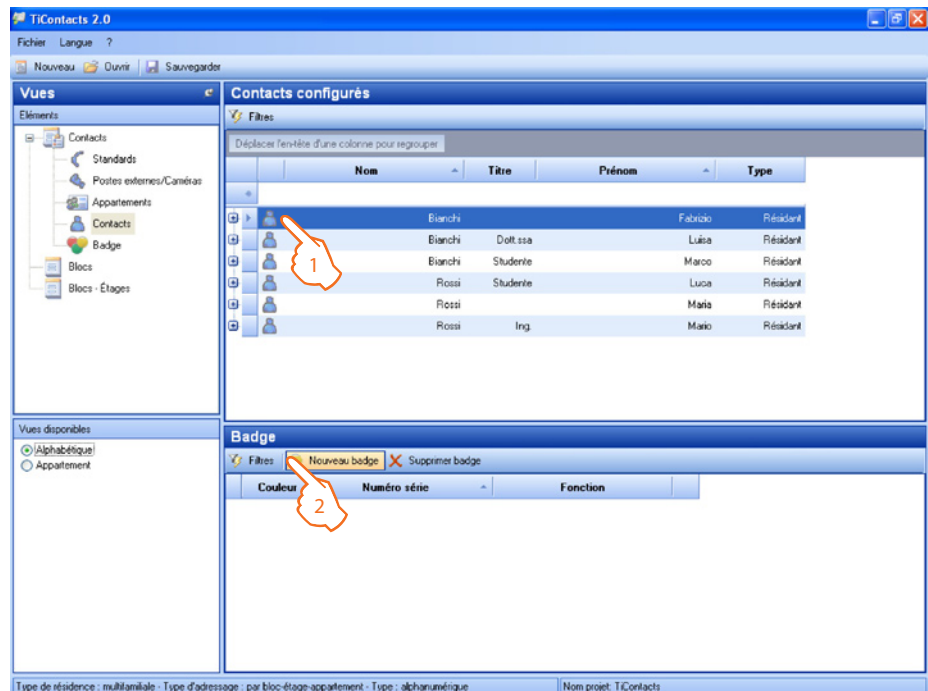 TiContacts 2.0
Fichier Langue ?
Nouveau Ouvrir Sauvegarder
Vues
Eléments
Contacts
Standards
Postes externes/Caméras
Appartements
Contacts
Badge
Blocs
Blocs - Étages
Contacts configurés
Filtres
Déplacer l'en-tête d'une colonne pour regrouper
Nom Titre Prénom Type
Bianchi Fabrizio Résidant
Bianchi Dott.ssa Luisa Résidant
Bianchi Studente Marco Résidant
Rossi Studente Luca Résidant
Rossi Maria Résidant
Rossi Ing. Mario Résidant
1
Vues disponibles
Alphabétique
Appartement
Badge
Filtres Nouveau badge Supprimer badge
Couleur Numéro série Fonction
2
Type de résidence : multifamiliale - Type d'adressage : par bloc-étage-appartement - Type : alphanumérique Nom projet: TiContacts